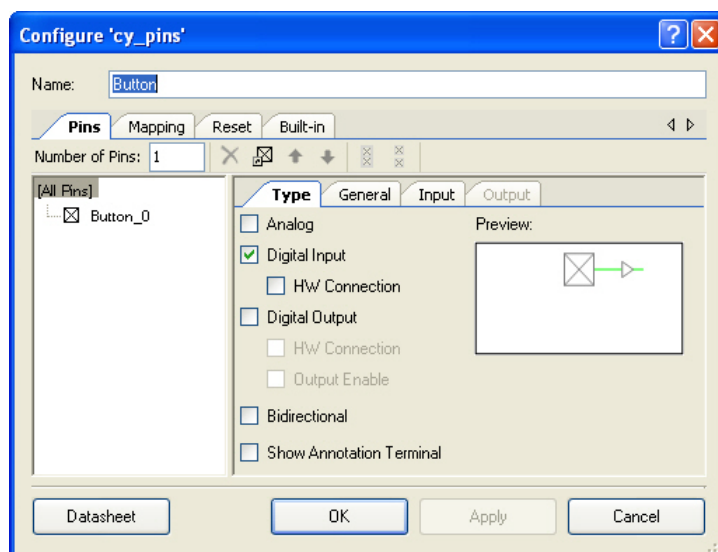 Configure 'cy_pins'
Name: Button
Pins Mapping Reset Built-in
Number of Pins: 1
[All Pins]
Button_0
Type General Input Output
Analog
Preview:
Digital Input
HW Connection
Digital Output
HW Connection
Output Enable
Bidirectional
Show Annotation Terminal
Datasheet OK Apply Cancel